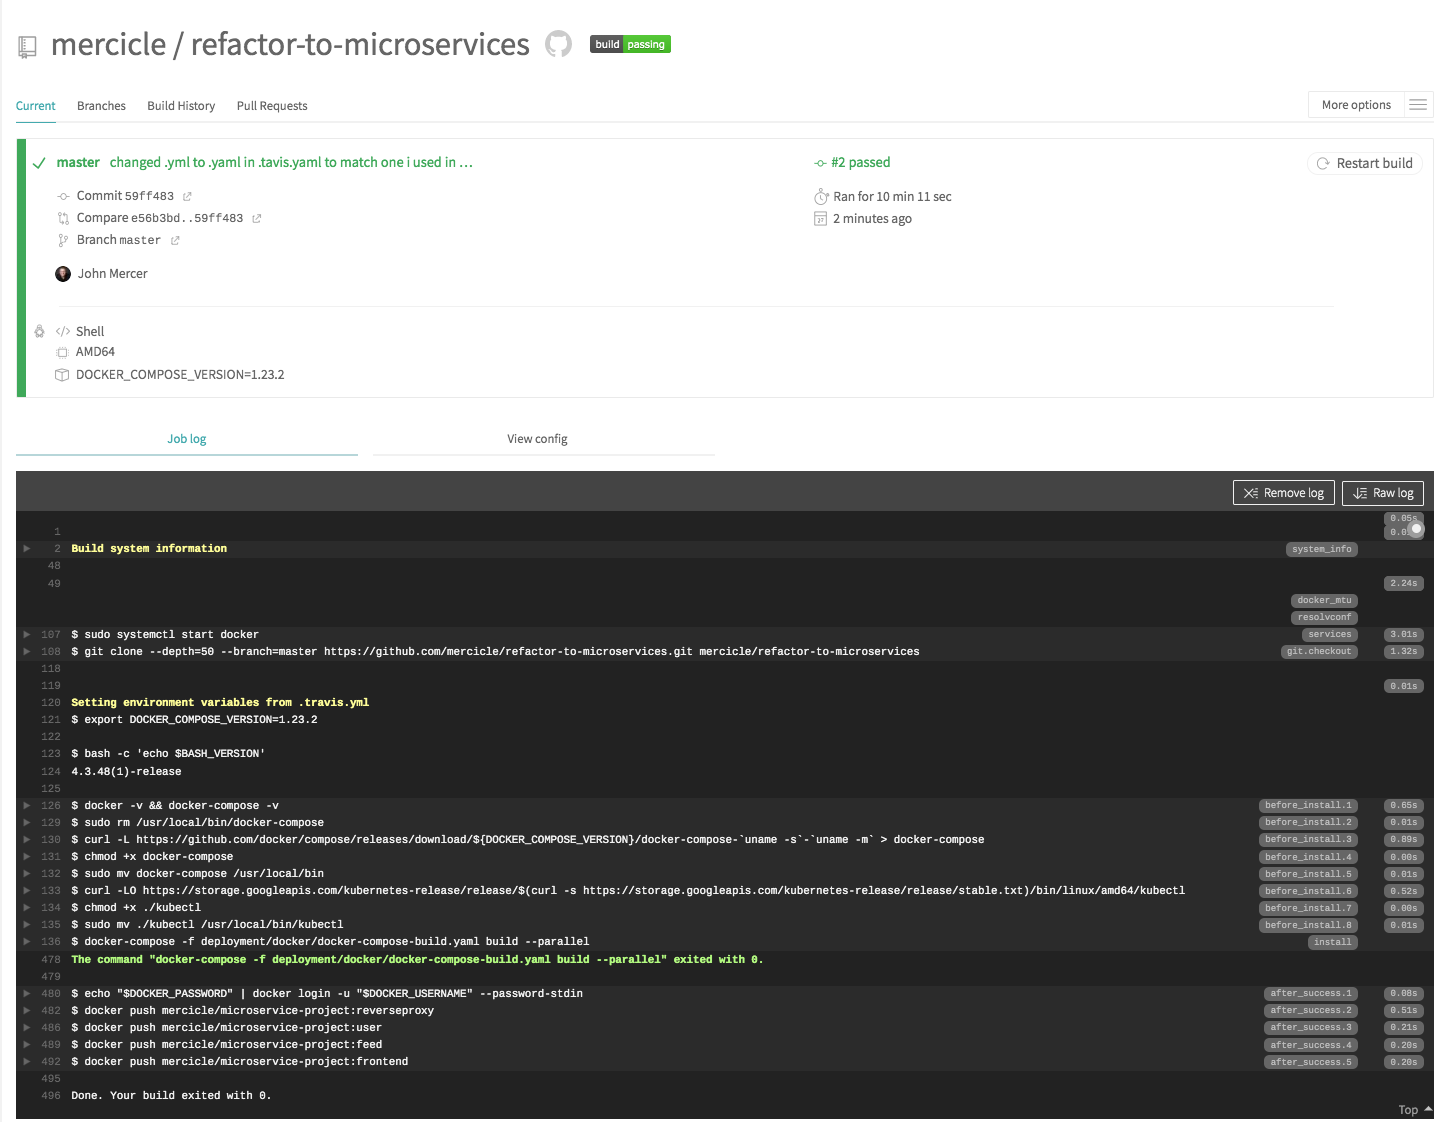 mercicle / refactor-to-microservices build passing
Current Branches Build History Pull Requests More options
master changed .yml to .yaml in .tavis.yaml to match one i used in … #2 passed Restart build
Commit 59ff483 Ran for 10 min 11 sec
Compare e56b3bd..59ff483 2 minutes ago
Branch master
John Mercer
Shell
AMD64
DOCKER_COMPOSE_VERSION=1.23.2
Job log View config
Remove log Raw log
0.05s
1
2 Build system information system_info
48
49 2.24s
docker_mtu
resolvconf
107 $ sudo systemctl start docker services 3.01s
108 $ git clone --depth=50 --branch=master https://github.com/mercicle/refactor-to-microservices.git mercicle/refactor-to-microservices git.checkout 1.32s
118
119 0.01s
120 Setting environment variables from .travis.yml
121 $ export DOCKER_COMPOSE_VERSION=1.23.2
122
123 $ bash -c 'echo $BASH_VERSION'
124 4.3.48(1)-release
125
126 $ docker -v && docker-compose -v before_install.1 0.65s
129 $ sudo rm /usr/local/bin/docker-compose before_install.2 0.01s
130 $ curl -L https://github.com/docker/compose/releases/download/${DOCKER_COMPOSE_VERSION}/docker-compose-`uname -s`-`uname -m` > docker-compose before_install.3 0.89s
131 $ chmod +x docker-compose before_install.4 0.00s
132 $ sudo mv docker-compose /usr/local/bin before_install.5 0.01s
133 $ curl -LO https://storage.googleapis.com/kubernetes-release/release/$(curl -s https://storage.googleapis.com/kubernetes-release/release/stable.txt)/bin/linux/amd64/kubectl before_install.6 0.52s
134 $ chmod +x ./kubectl before_install.7 0.00s
135 $ sudo mv ./kubectl /usr/local/bin/kubectl before_install.8 0.01s
136 $ docker-compose -f deployment/docker/docker-compose-build.yaml build --parallel install
478 The command "docker-compose -f deployment/docker/docker-compose-build.yaml build --parallel" exited with 0.
479
480 $ echo "$DOCKER_PASSWORD" | docker login -u "$DOCKER_USERNAME" --password-stdin after_success.1 0.08s
482 $ docker push mercicle/microservice-project:reverseproxy after_success.2 0.51s
486 $ docker push mercicle/microservice-project:user after_success.3 0.21s
489 $ docker push mercicle/microservice-project:feed after_success.4 0.20s
492 $ docker push mercicle/microservice-project:frontend after_success.5 0.20s
495
496 Done. Your build exited with 0.
Top